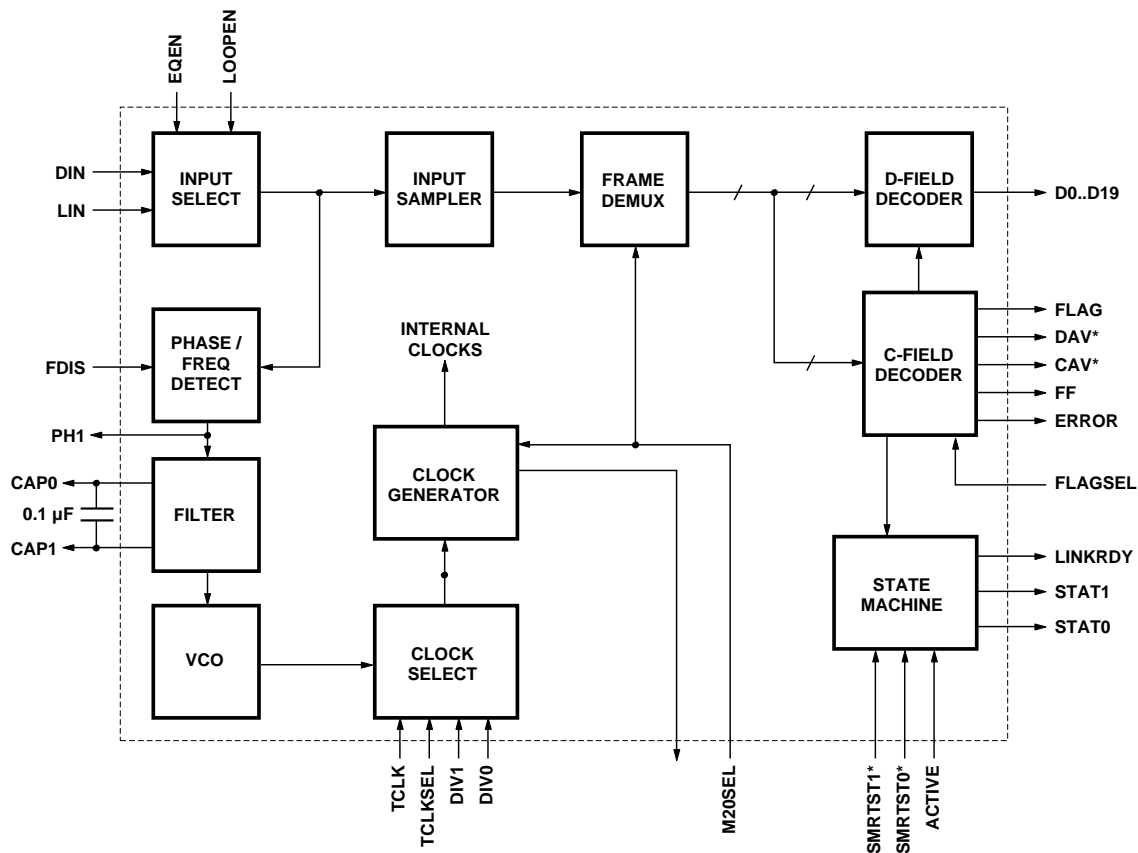 EQEN
LOOPEN
DIN
LIN
INPUT
SELECT
INPUT
SAMPLER
FRAME
DEMUX
D-FIELD
DECODER
D0..D19
FDIS
PHASE /
FREQ
DETECT
INTERNAL
CLOCKS
C-FIELD
DECODER
FLAG
DAV*
CAV*
FF
ERROR
PH1
CAP0
0.1 µF
CAP1
FILTER
CLOCK
GENERATOR
FLAGSEL
STATE
MACHINE
LINKRDY
STAT1
STAT0
VCO
CLOCK
SELECT
TCLK
TCLKSEL
DIV1
DIV0
M20SEL
SMRTST1*
SMRTST0*
ACTIVE